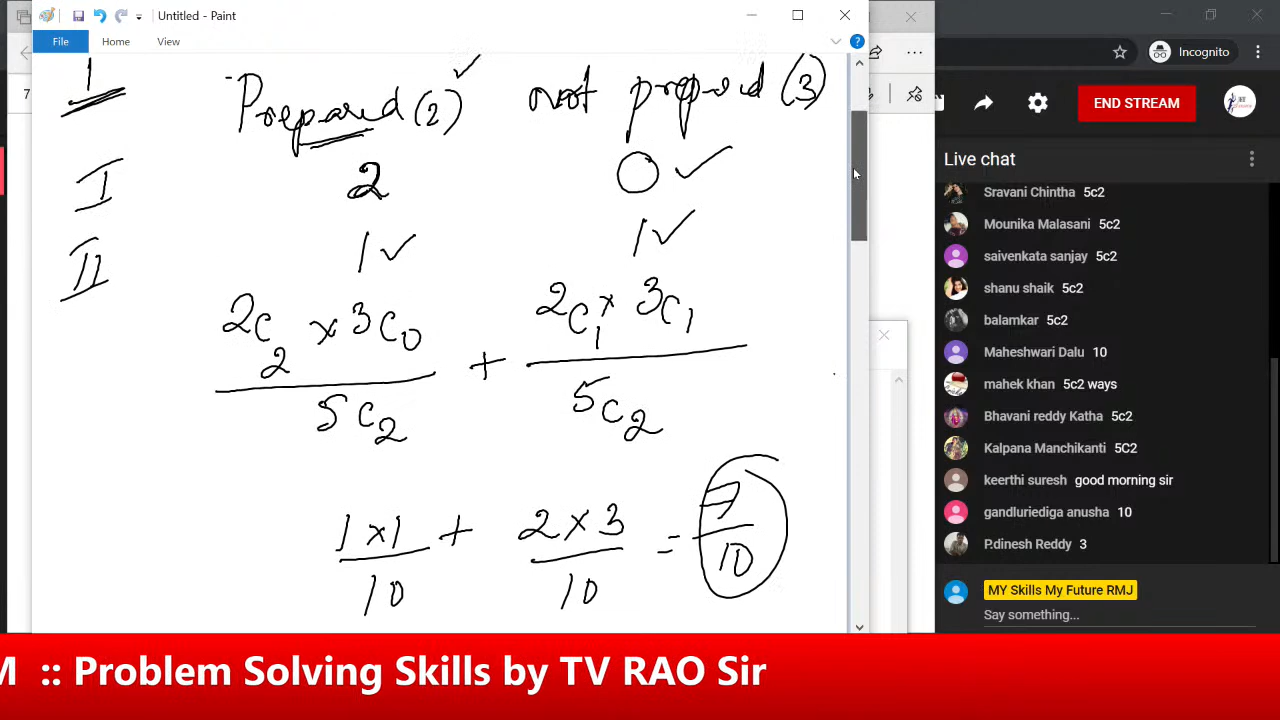 Untitled - Paint
File Home View
Incognito
END STREAM
7
I Prepared (2) ✓ not prepared (3)
I 2 0 ✓
II 1 ✓ 1 ✓
2c2 × 3c0 + 2c1 × 3c1
5c2 5c2
1×1 + 2×3 = 7
10 10 10
Live chat
Sravani Chintha 5c2
Mounika Malasani 5c2
saivenkata sanjay 5c2
shanu shaik 5c2
balamkar 5c2
Maheshwari Dalu 10
mahek khan 5c2 ways
Bhavani reddy Katha 5c2
Kalpana Manchikanti 5C2
keerthi suresh good morning sir
gandluriediga anusha 10
P.dinesh Reddy 3
MY Skills My Future RMJ
Say something...
M :: Problem Solving Skills by TV RAO Sir